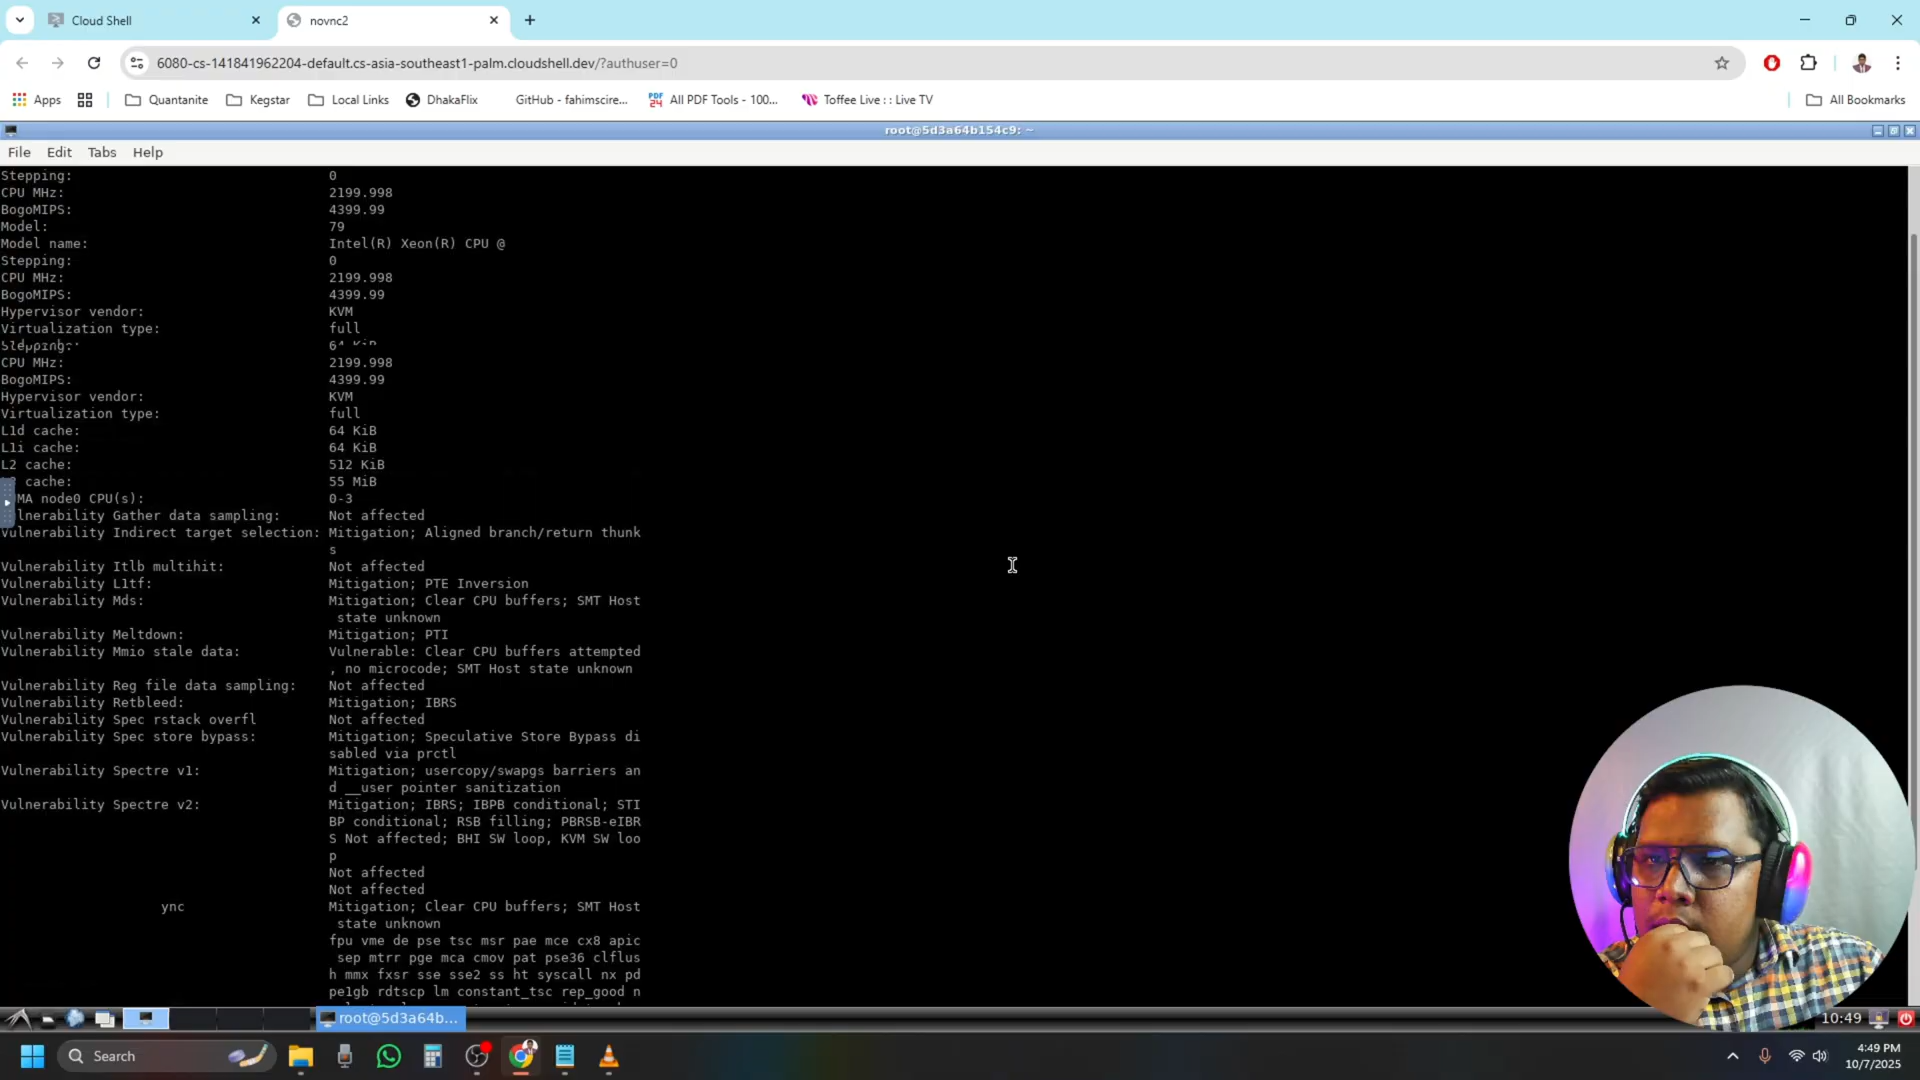 Cloud Shell
novnc2
6080-cs-141841962204-default.cs-asia-southeast1-palm.cloudshell.dev/?authuser=0
Apps Quantanite Kegstar Local Links DhakaFlix GitHub - fahimscire... PDF 24 All PDF Tools - 100... Toffee Live :: Live TV All Bookmarks
root@5d3a64b154c9: ~
File Edit Tabs Help
Stepping: 0
CPU MHz: 2199.998
BogoMIPS: 4399.99
Model: 79
Model name: Intel(R) Xeon(R) CPU @
Stepping: 0
CPU MHz: 2199.998
BogoMIPS: 4399.99
Hypervisor vendor: KVM
Virtualization type: full
Stepping: 64 KiB
CPU MHz: 2199.998
BogoMIPS: 4399.99
Hypervisor vendor: KVM
Virtualization type: full
L1d cache: 64 KiB
L1i cache: 64 KiB
L2 cache: 512 KiB
cache: 55 MiB
MA node0 CPU(s): 0-3
lnerability Gather data sampling: Not affected
Vulnerability Indirect target selection: Mitigation; Aligned branch/return thunk
s
Vulnerability Itlb multihit: Not affected
Vulnerability L1tf: Mitigation; PTE Inversion
Vulnerability Mds: Mitigation; Clear CPU buffers; SMT Host
state unknown
Vulnerability Meltdown: Mitigation; PTI
Vulnerability Mmio stale data: Vulnerable: Clear CPU buffers attempted
, no microcode; SMT Host state unknown
Vulnerability Reg file data sampling: Not affected
Vulnerability Retbleed: Mitigation; IBRS
Vulnerability Spec rstack overfl Not affected
Vulnerability Spec store bypass: Mitigation; Speculative Store Bypass di
sabled via prctl
Vulnerability Spectre v1: Mitigation; usercopy/swapgs barriers an
d __user pointer sanitization
Vulnerability Spectre v2: Mitigation; IBRS; IBPB conditional; STI
BP conditional; RSB filling; PBRSB-eIBR
S Not affected; BHI SW loop, KVM SW loo
p
Not affected
Not affected
ync Mitigation; Clear CPU buffers; SMT Host
state unknown
fpu vme de pse tsc msr pae mce cx8 apic
sep mtrr pge mca cmov pat pse36 clflus
h mmx fxsr sse sse2 ss ht syscall nx pd
pe1gb rdtscp lm constant_tsc rep_good n
root@5d3a64b... 10:49
Search
4:49 PM
10/7/2025